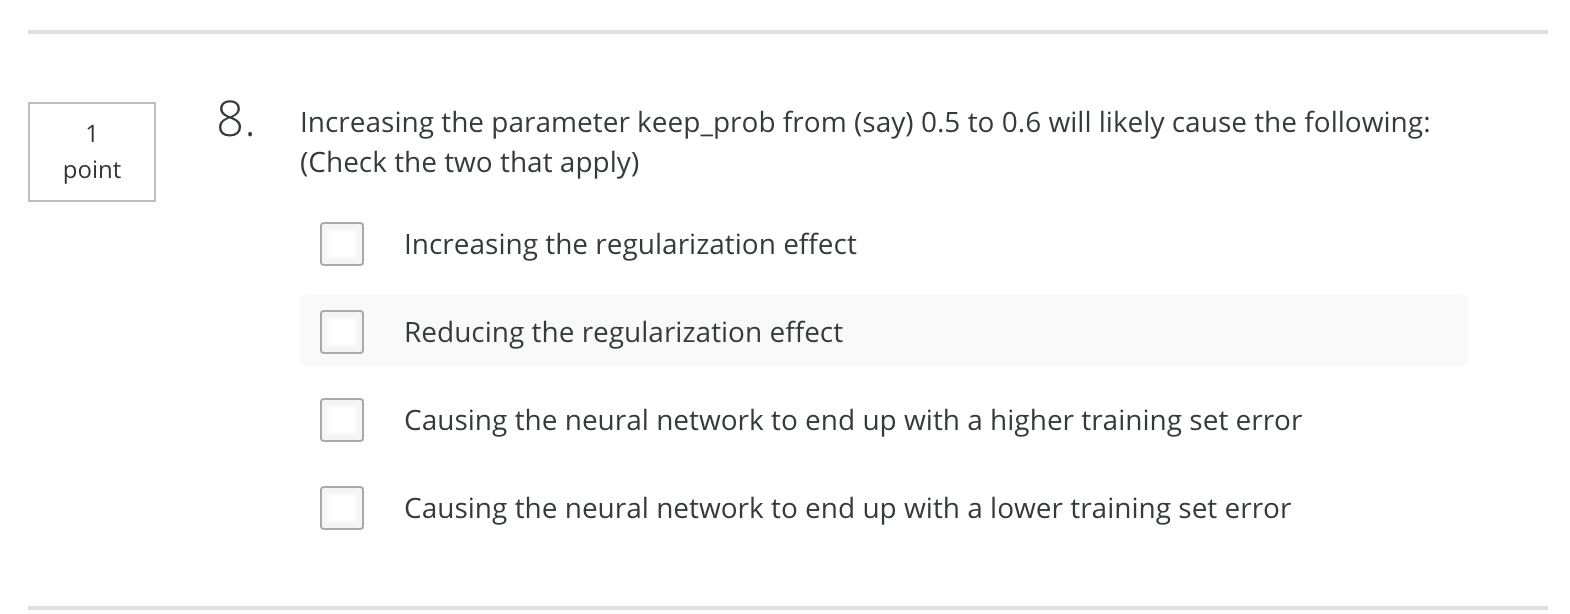 1
point
8.
Increasing the parameter keep_prob from (say) 0.5 to 0.6 will likely cause the following:
(Check the two that apply)
Increasing the regularization effect
Reducing the regularization effect
Causing the neural network to end up with a higher training set error
Causing the neural network to end up with a lower training set error